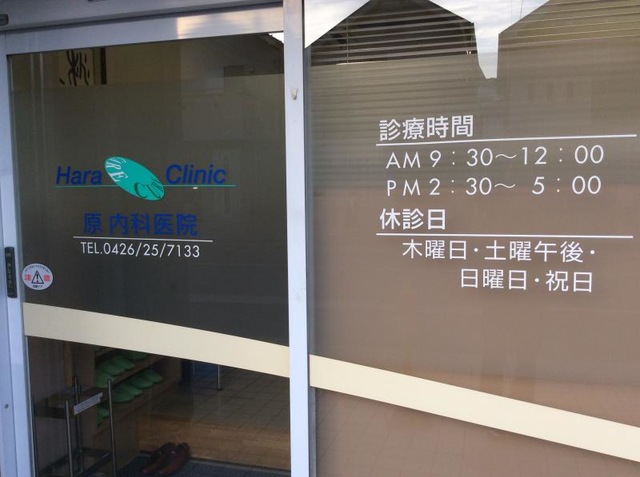 Hara Clinic
原 内科医院
TEL.0426/25/7133
診療時間
AM 9：30～12：00
PM 2：30～ 5：00
休診日
木曜日・土曜午後・
日曜日・祝日